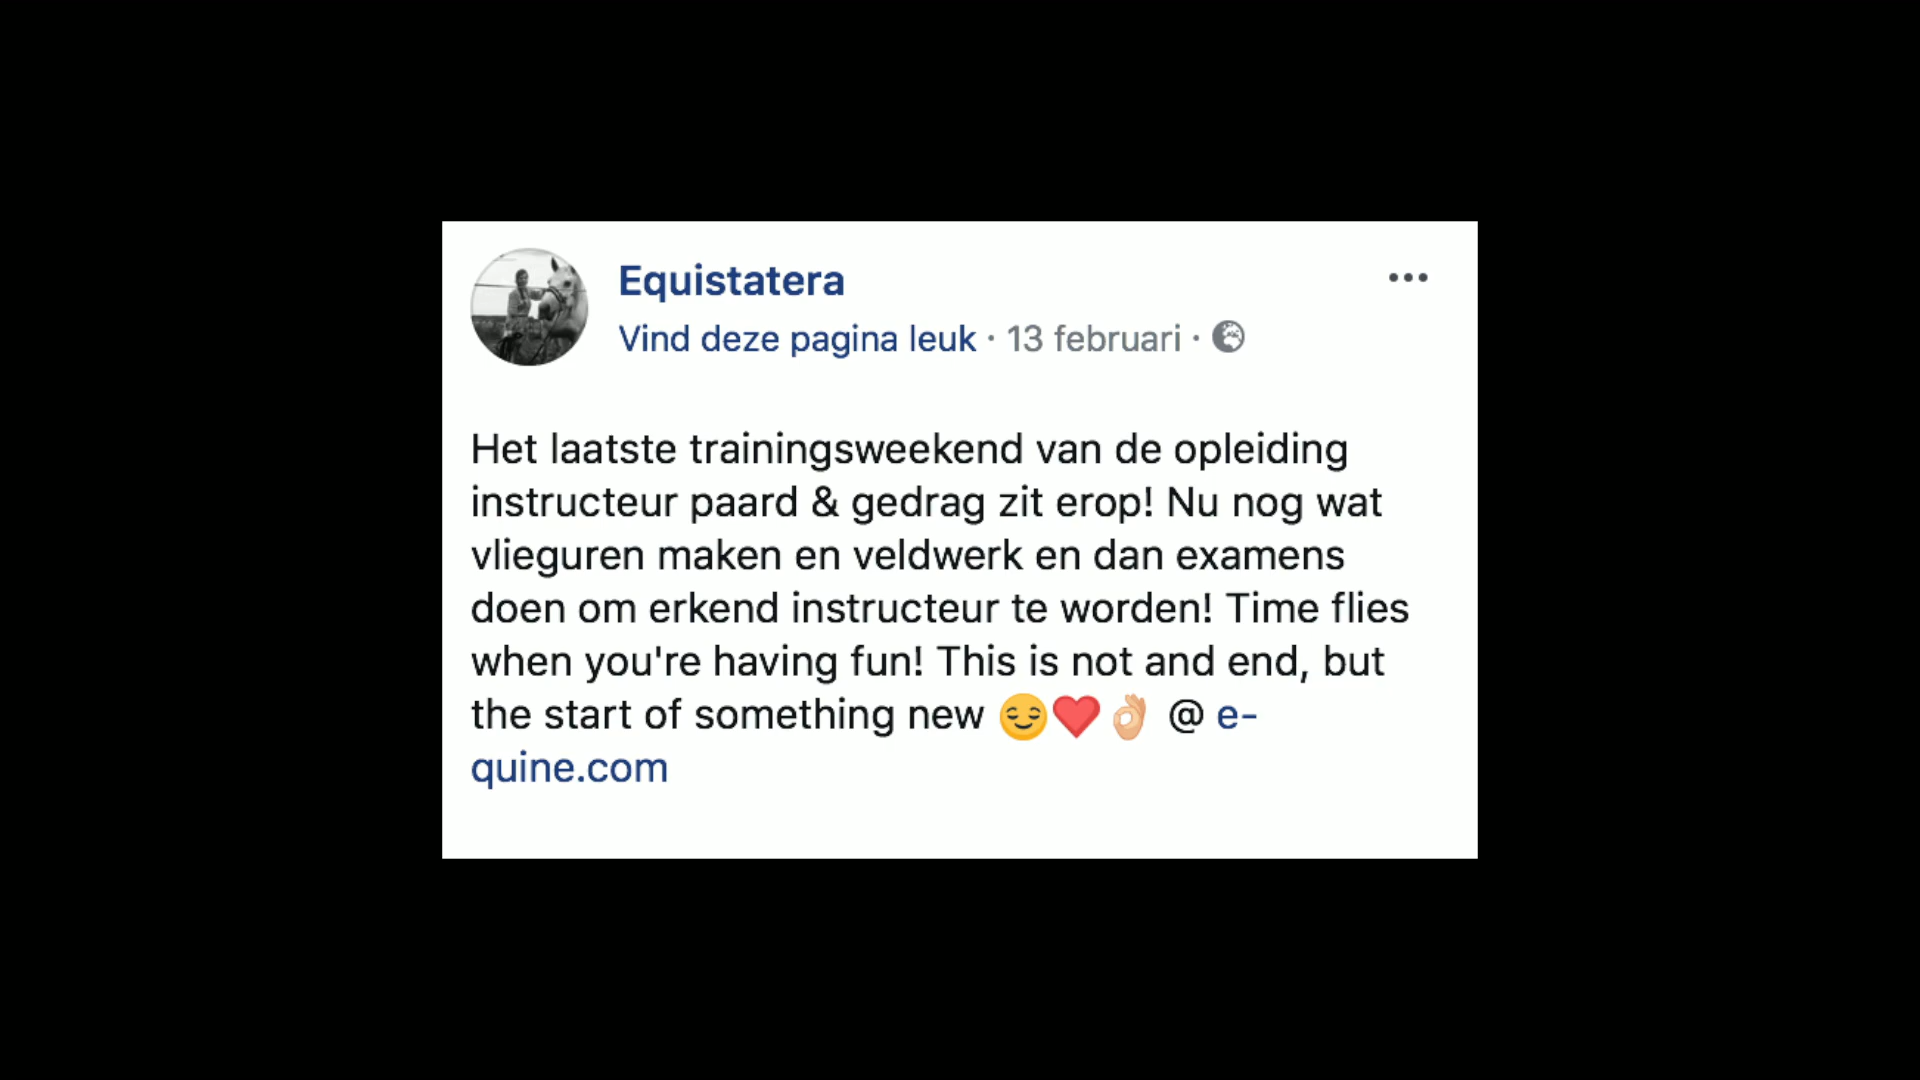 Equistatera
Vind deze pagina leuk · 13 februari ·
Het laatste trainingsweekend van de opleiding
instructeur paard & gedrag zit erop! Nu nog wat
vlieguren maken en veldwerk en dan examens
doen om erkend instructeur te worden! Time flies
when you're having fun! This is not and end, but
the start of something new 😌❤️👌🏼 @ e-
quine.com